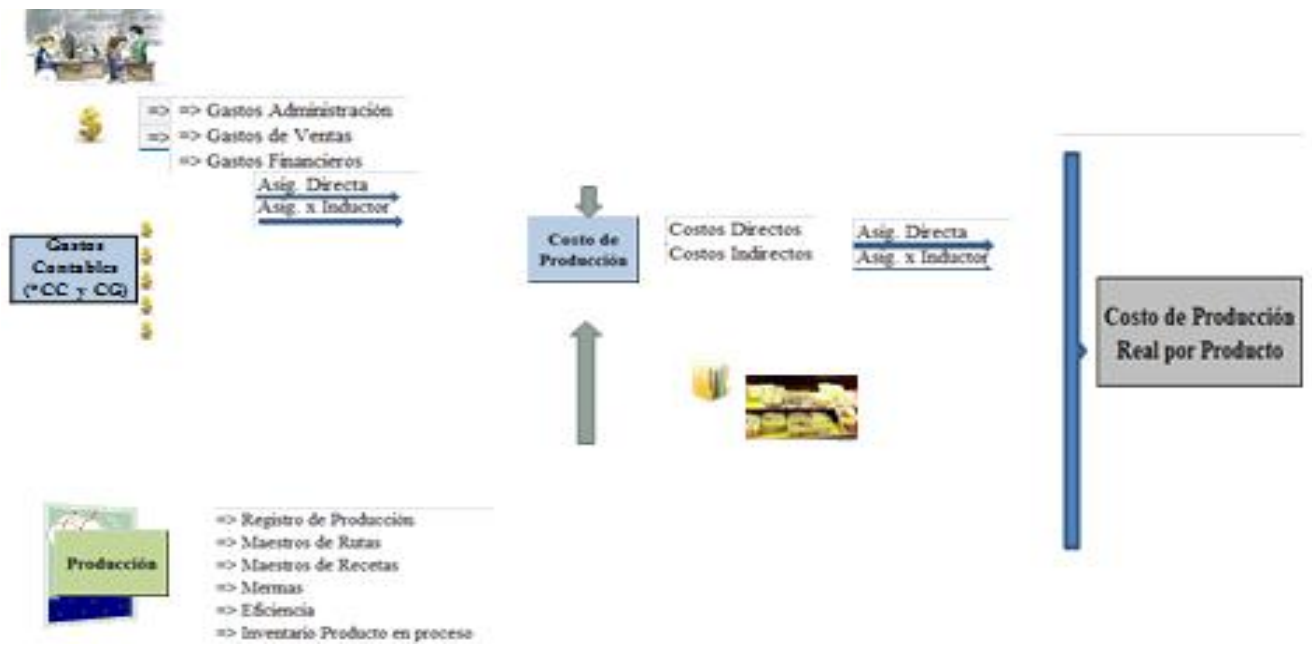 => => Gastos Administración
=> => Gastos de Ventas
=> Gastos Financieros
Asig. Directa
Asig. x Inductor
Gastos
Contables
(*CC y CG)
Costo de
Producción
Costos Directos
Costos Indirectos
Asig. Directa
Asig. x Inductor
Costo de Producción
Real por Producto
Producción
=> Registro de Producción
=> Maestros de Rutas
=> Maestros de Recetas
=> Mermas
=> Eficiencia
=> Inventario Producto en proceso